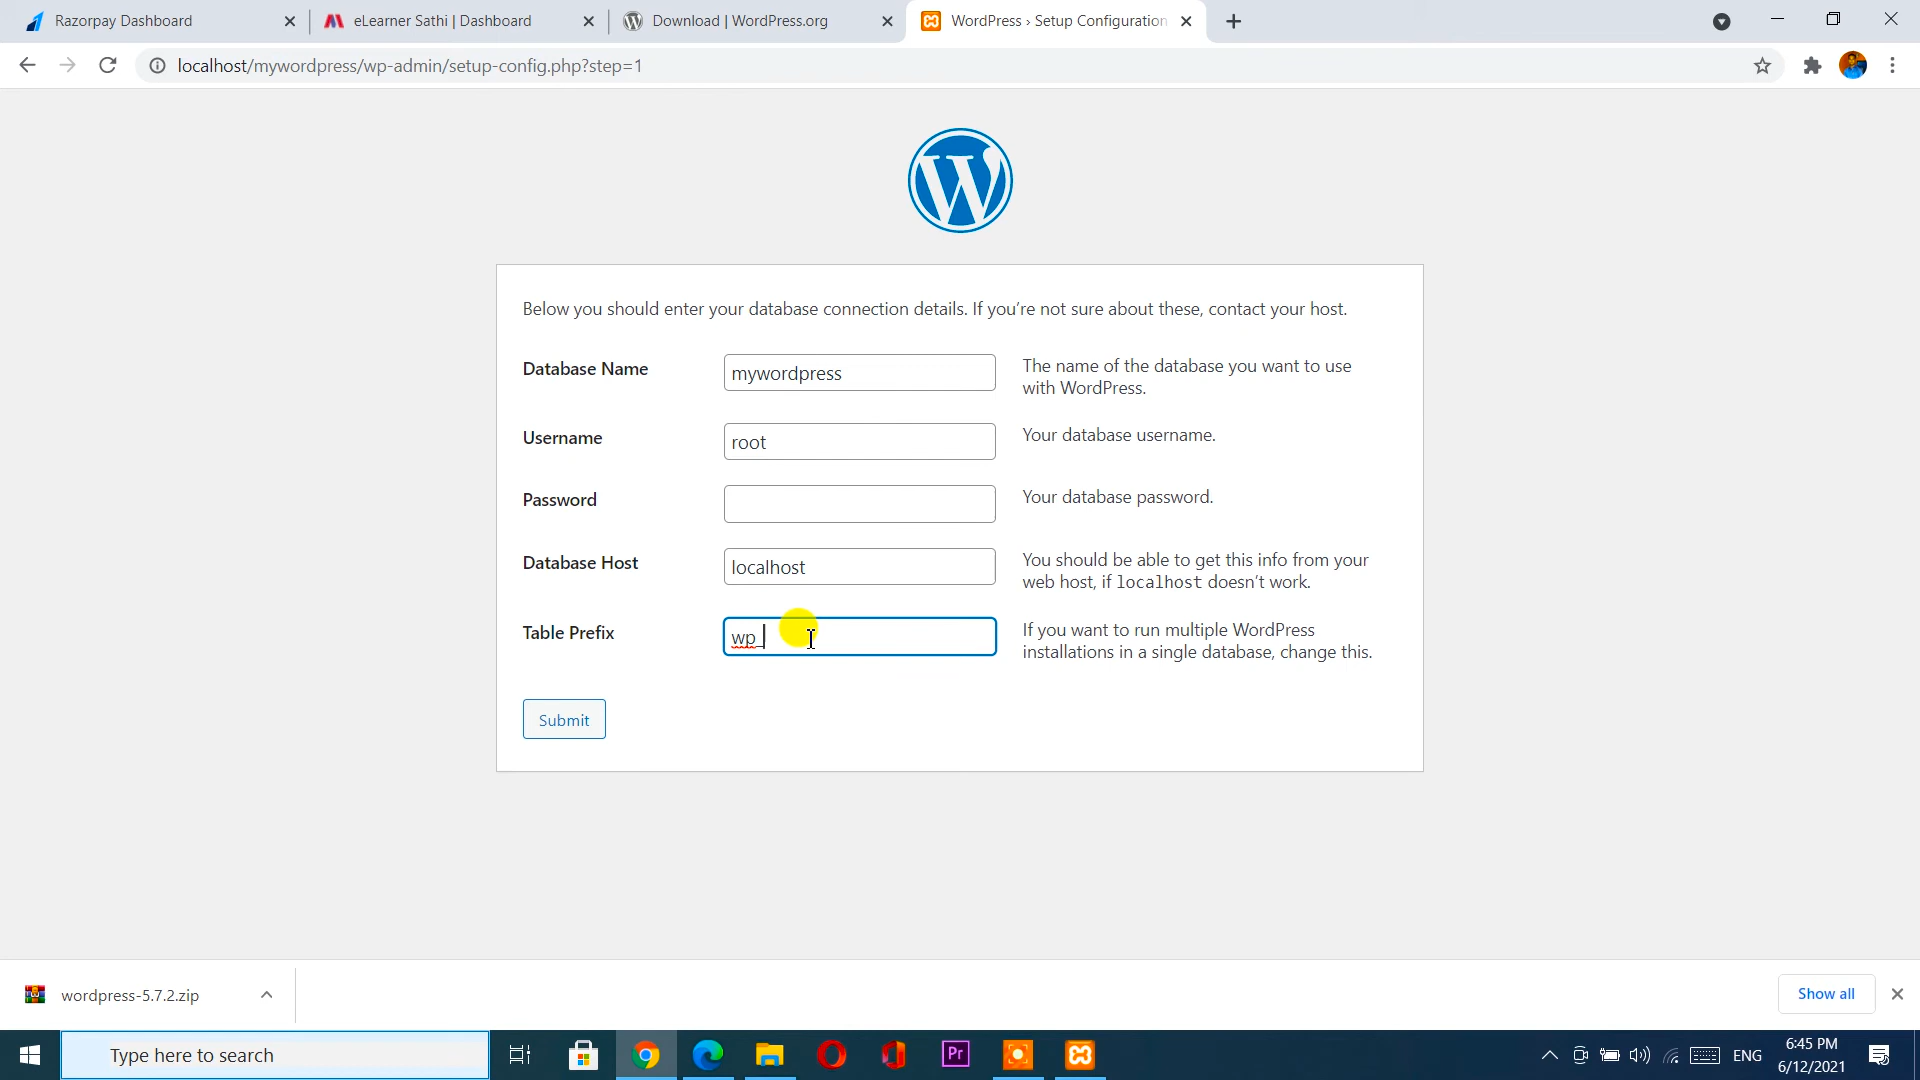 Razorpay Dashboard
eLearner Sathi | Dashboard
Download | WordPress.org
WordPress › Setup Configuration
localhost/mywordpress/wp-admin/setup-config.php?step=1
Below you should enter your database connection details. If you're not sure about these, contact your host.
Database Name
mywordpress
The name of the database you want to use
with WordPress.
Username
root
Your database username.
Password
Your database password.
Database Host
localhost
You should be able to get this info from your
web host, if localhost doesn't work.
Table Prefix
wp_
If you want to run multiple WordPress
installations in a single database, change this.
Submit
wordpress-5.7.2.zip
Show all
Type here to search
Pr
ENG
6:45 PM
6/12/2021